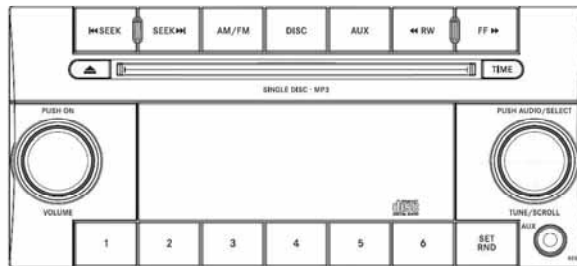 SEEK SEEK AM/FM DISC AUX RW FF
TIME
SINGLE DISC · MP3
PUSH ON PUSH AUDIO/SELECT
disc
VOLUME TUNE/SCROLL
1 2 3 4 5 6 SET
RND
AUX